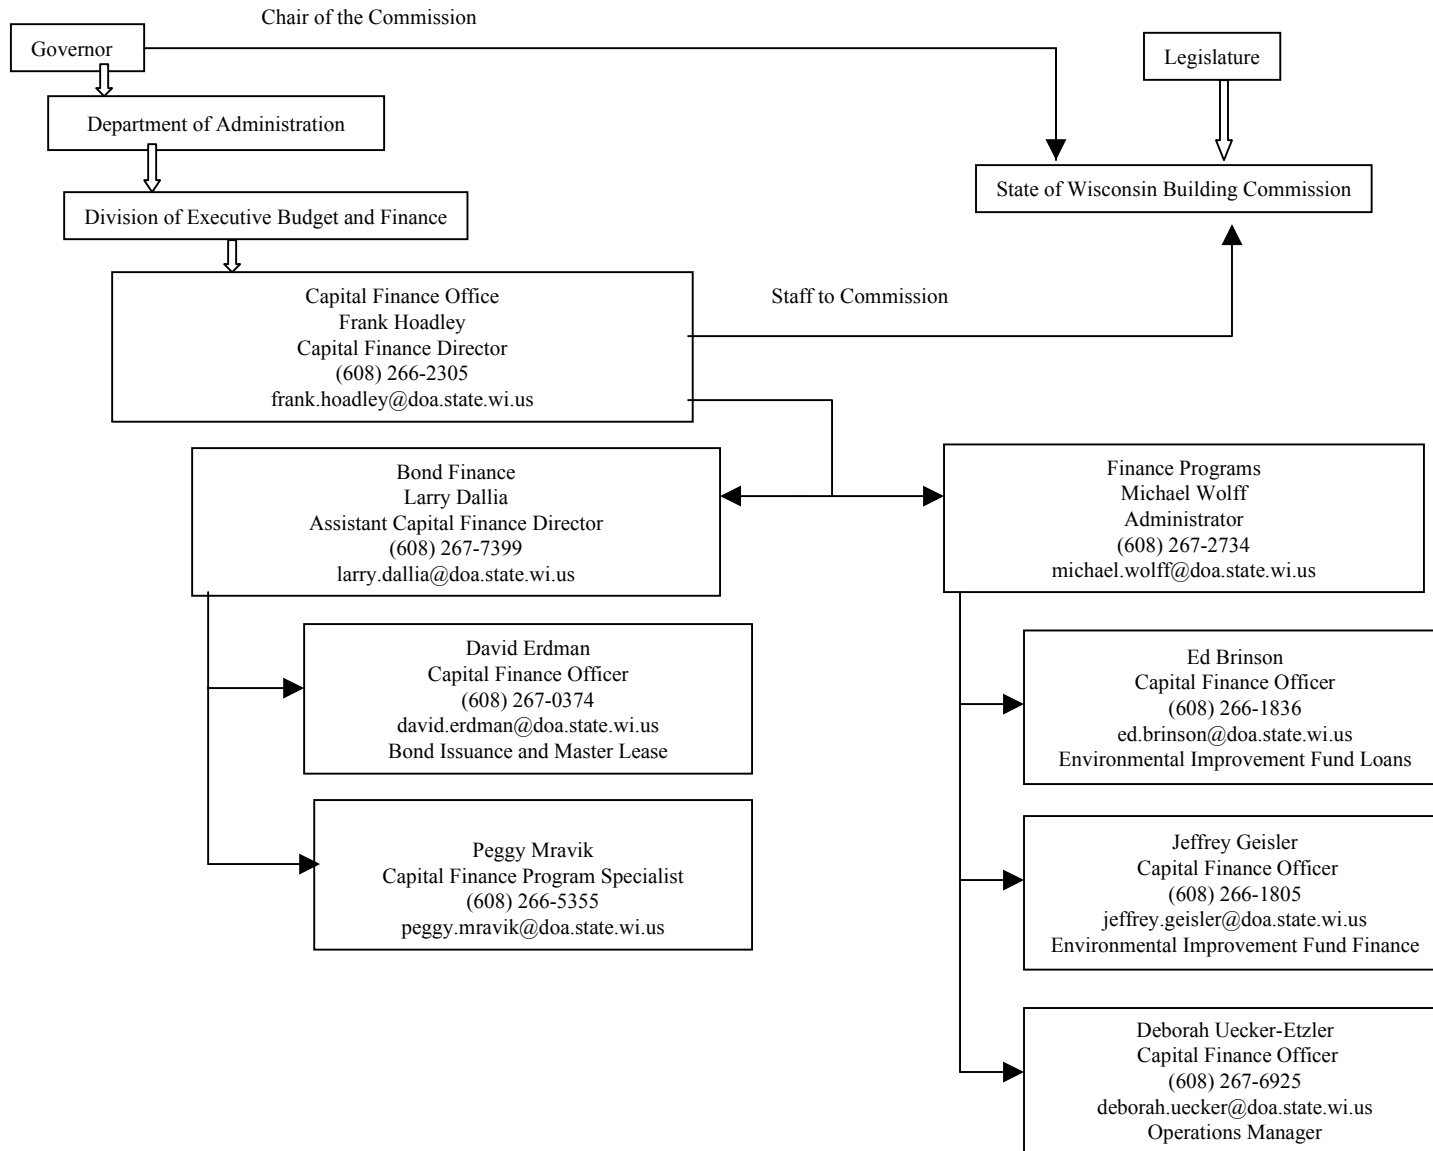 Chair of the Commission
Governor
Legislature
Department of Administration
State of Wisconsin Building Commission
Division of Executive Budget and Finance
Capital Finance Office
Frank Hoadley
Capital Finance Director
(608) 266-2305
frank.hoadley@doa.state.wi.us
Staff to Commission
Bond Finance
Larry Dallia
Assistant Capital Finance Director
(608) 267-7399
larry.dallia@doa.state.wi.us
Finance Programs
Michael Wolff
Administrator
(608) 267-2734
michael.wolff@doa.state.wi.us
David Erdman
Capital Finance Officer
(608) 267-0374
david.erdman@doa.state.wi.us
Bond Issuance and Master Lease
Peggy Mravik
Capital Finance Program Specialist
(608) 266-5355
peggy.mravik@doa.state.wi.us
Ed Brinson
Capital Finance Officer
(608) 266-1836
ed.brinson@doa.state.wi.us
Environmental Improvement Fund Loans
Jeffrey Geisler
Capital Finance Officer
(608) 266-1805
jeffrey.geisler@doa.state.wi.us
Environmental Improvement Fund Finance
Deborah Uecker-Etzler
Capital Finance Officer
(608) 267-6925
deborah.uecker@doa.state.wi.us
Operations Manager